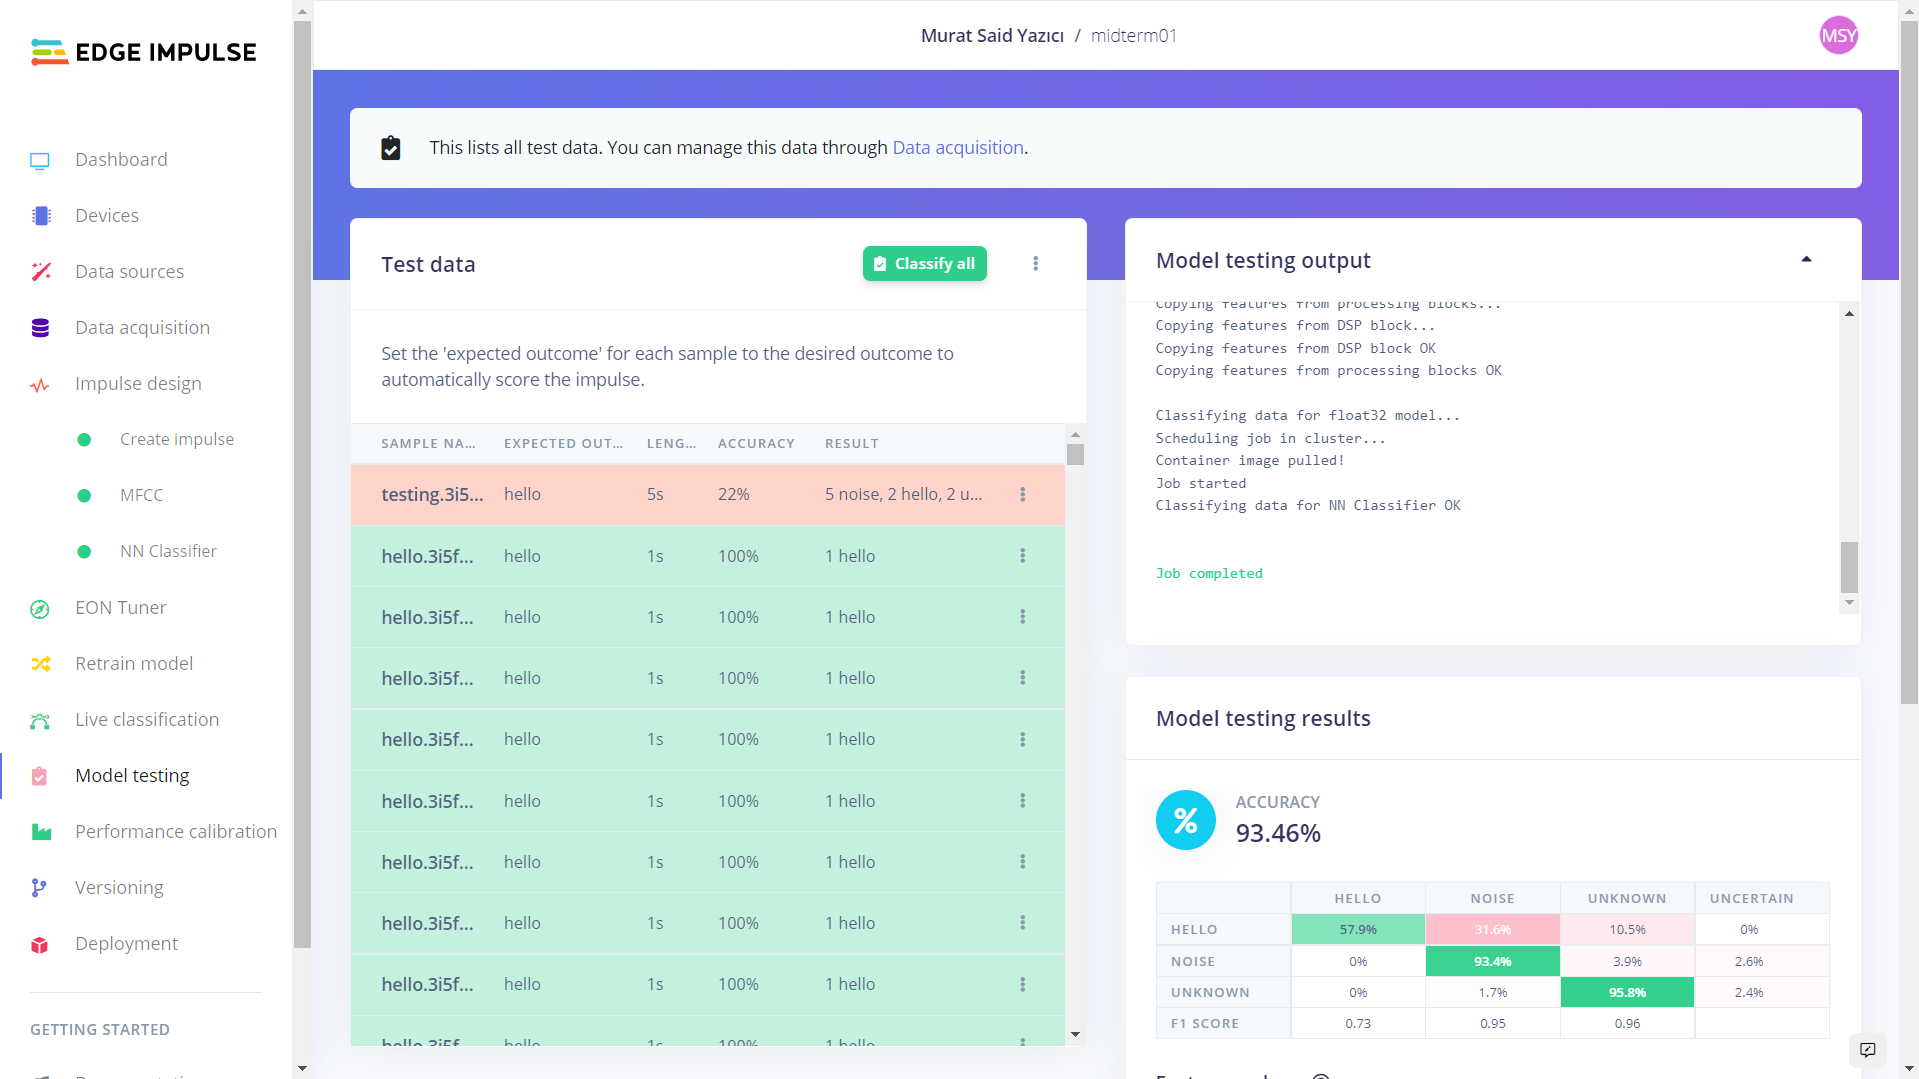 EDGE IMPULSE
Murat Said Yazıcı / midterm01
MSY
Dashboard
Devices
Data sources
Data acquisition
Impulse design
Create impulse
MFCC
NN Classifier
EON Tuner
Retrain model
Live classification
Model testing
Performance calibration
Versioning
Deployment
GETTING STARTED
This lists all test data. You can manage this data through Data acquisition.
Test data
Classify all
Set the 'expected outcome' for each sample to the desired outcome to
automatically score the impulse.
SAMPLE NA... EXPECTED OUT... LENG... ACCURACY RESULT
testing.3i5... hello 5s 22% 5 noise, 2 hello, 2 u...
hello.3i5f... hello 1s 100% 1 hello
hello.3i5f... hello 1s 100% 1 hello
hello.3i5f... hello 1s 100% 1 hello
hello.3i5f... hello 1s 100% 1 hello
hello.3i5f... hello 1s 100% 1 hello
hello.3i5f... hello 1s 100% 1 hello
hello.3i5f... hello 1s 100% 1 hello
hello.3i5f... hello 1s 100% 1 hello
hello.3i5f... hello 1s 100% 1 hello
Model testing output
Copying features from processing blocks...
Copying features from DSP block...
Copying features from DSP block OK
Copying features from processing blocks OK
Classifying data for float32 model...
Scheduling job in cluster...
Container image pulled!
Job started
Classifying data for NN Classifier OK
Job completed
Model testing results
%
ACCURACY
93.46%
HELLO NOISE UNKNOWN UNCERTAIN
HELLO 57.9% 31.6% 10.5% 0%
NOISE 0% 93.4% 3.9% 2.6%
UNKNOWN 0% 1.7% 95.8% 2.4%
F1 SCORE 0.73 0.95 0.96